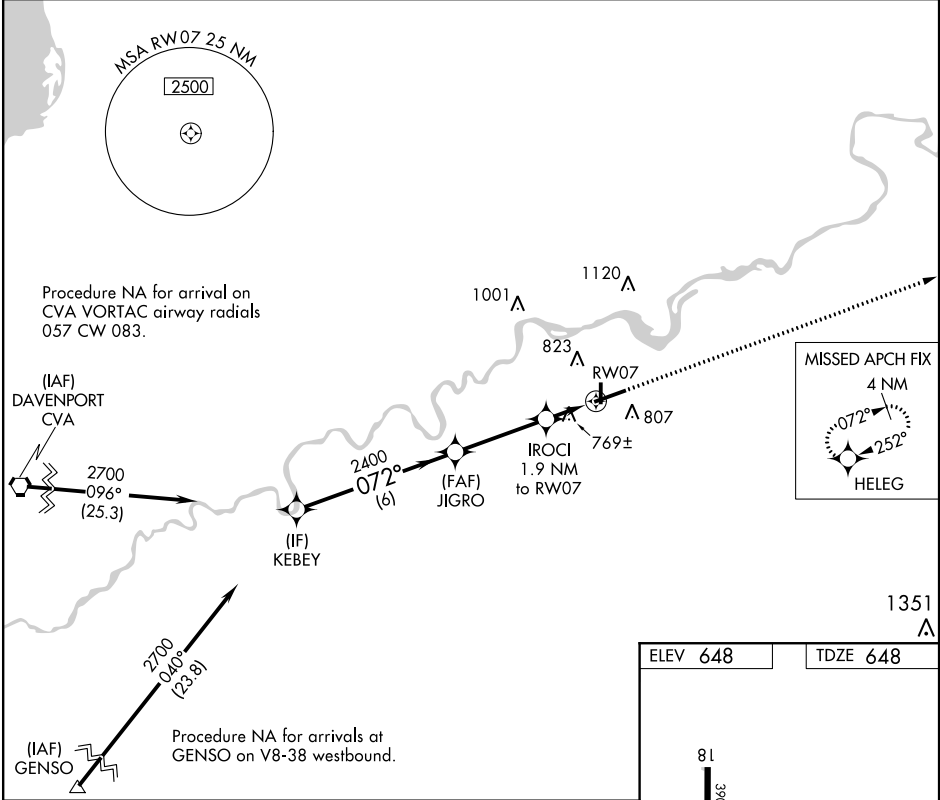 MSA RW07 25 NM
2500
Procedure NA for arrival on
CVA VORTAC airway radials
057 CW 083.
1001
1120
823
RW07
807
769±
IROCI
1.9 NM
to RW07
(FAF)
JIGRO
2400
072°
(6)
(IF)
KEBEY
(IAF)
DAVENPORT
CVA
2700
096°
(25.3)
2700
040°
(23.8)
(IAF)
GENSO
Procedure NA for arrivals at
GENSO on V8-38 westbound.
MISSED APCH FIX
4 NM
072°
252°
HELEG
1351
ELEV 648
TDZE 648
18